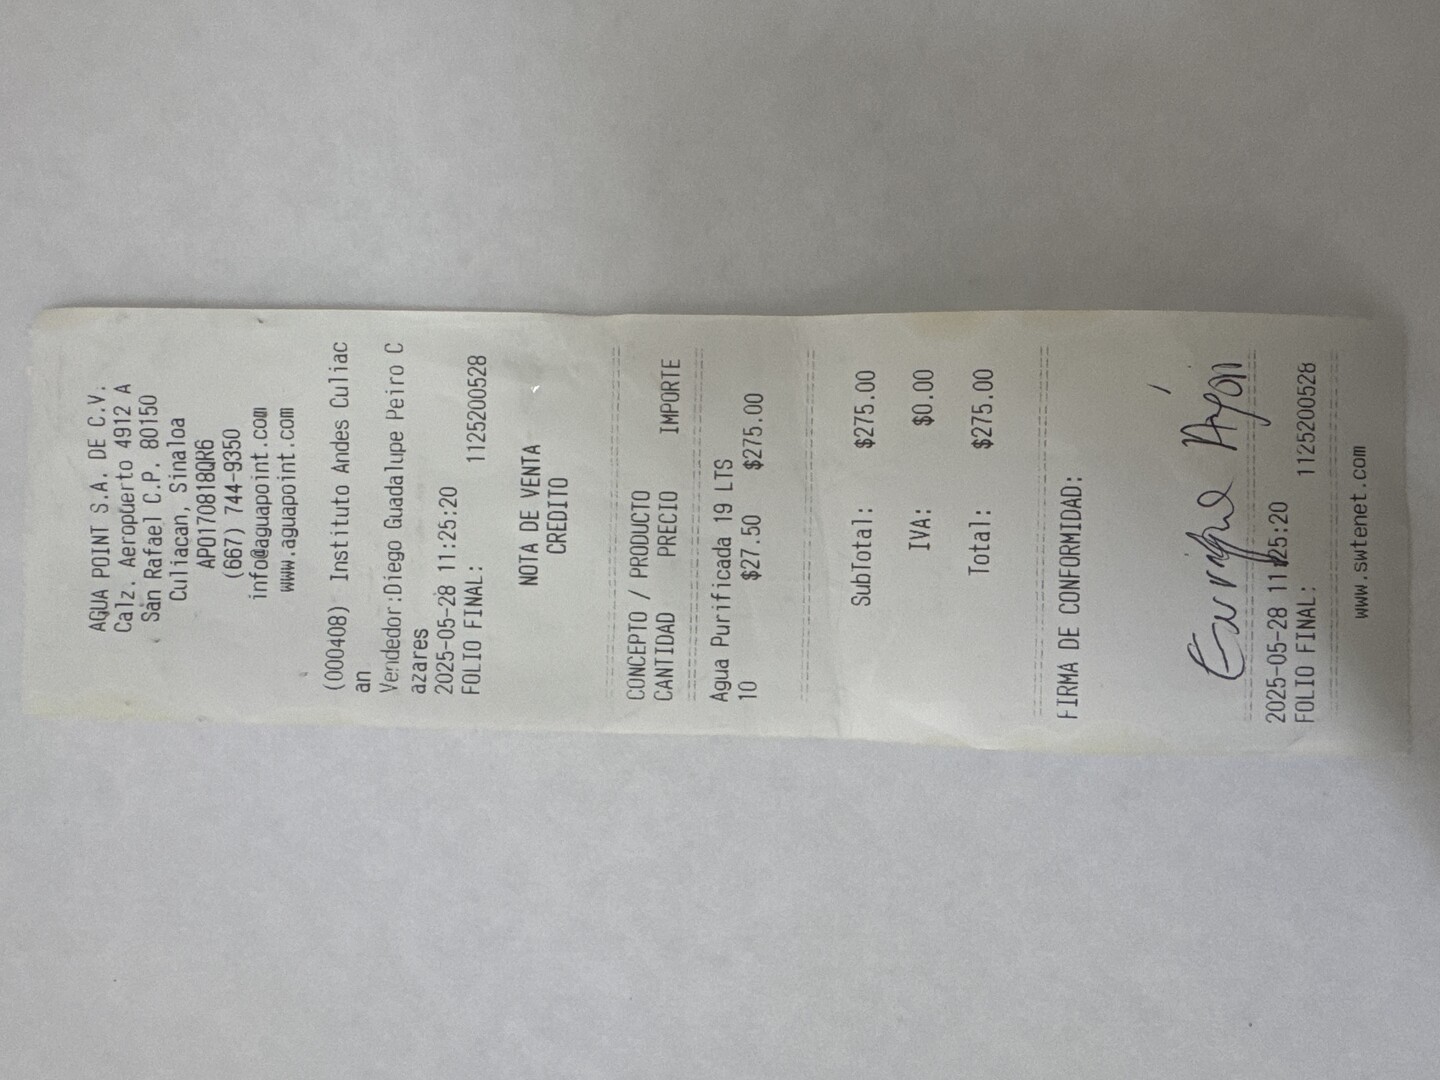 AGUA POINT S.A. DE C.V.
Calz. Aeropuerto 4912 A
San Rafael C.P. 80150
Culiacan, Sinaloa
APO170818QR6
(667) 744-9350
info@aguapoint.com
www.aguapoint.com
(000408) Instituto Andes Culiac
an
Vendedor:Diego Guadalupe Peiro C
azares
2025-05-28 11:25:20
FOLIO FINAL: 1125200528
NOTA DE VENTA
CREDITO
CONCEPTO / PRODUCTO
CANTIDAD PRECIO IMPORTE
Agua Purificada 19 LTS
10 $27.50 $275.00
SubTotal: $275.00
IVA: $0.00
Total: $275.00
FIRMA DE CONFORMIDAD:
Enrique Ayón
2025-05-28 11:25:20
FOLIO FINAL: 1125200528
www.swtenet.com